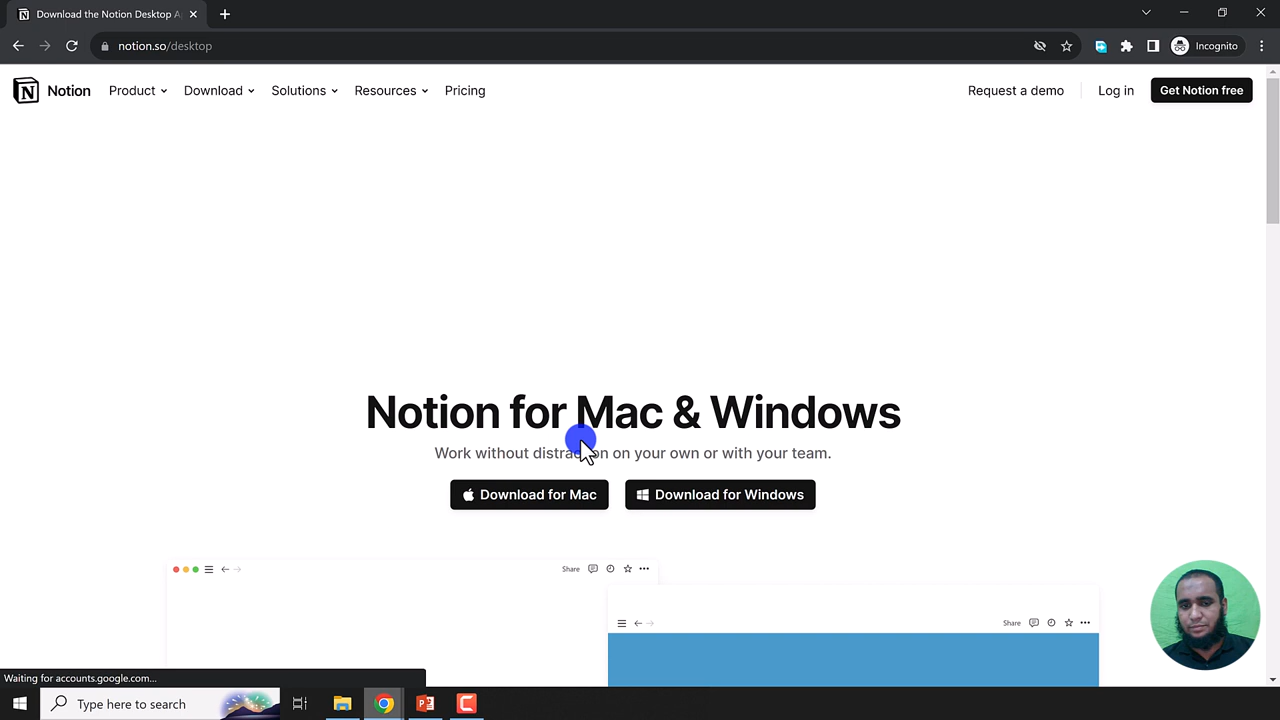 Download the Notion Desktop A
notion.so/desktop
Incognito
Notion
Product
Download
Solutions
Resources
Pricing
Request a demo
Log in
Get Notion free
Notion for Mac & Windows
Work without distraction on your own or with your team.
Download for Mac
Download for Windows
Share
Share
Waiting for accounts.google.com...
Type here to search